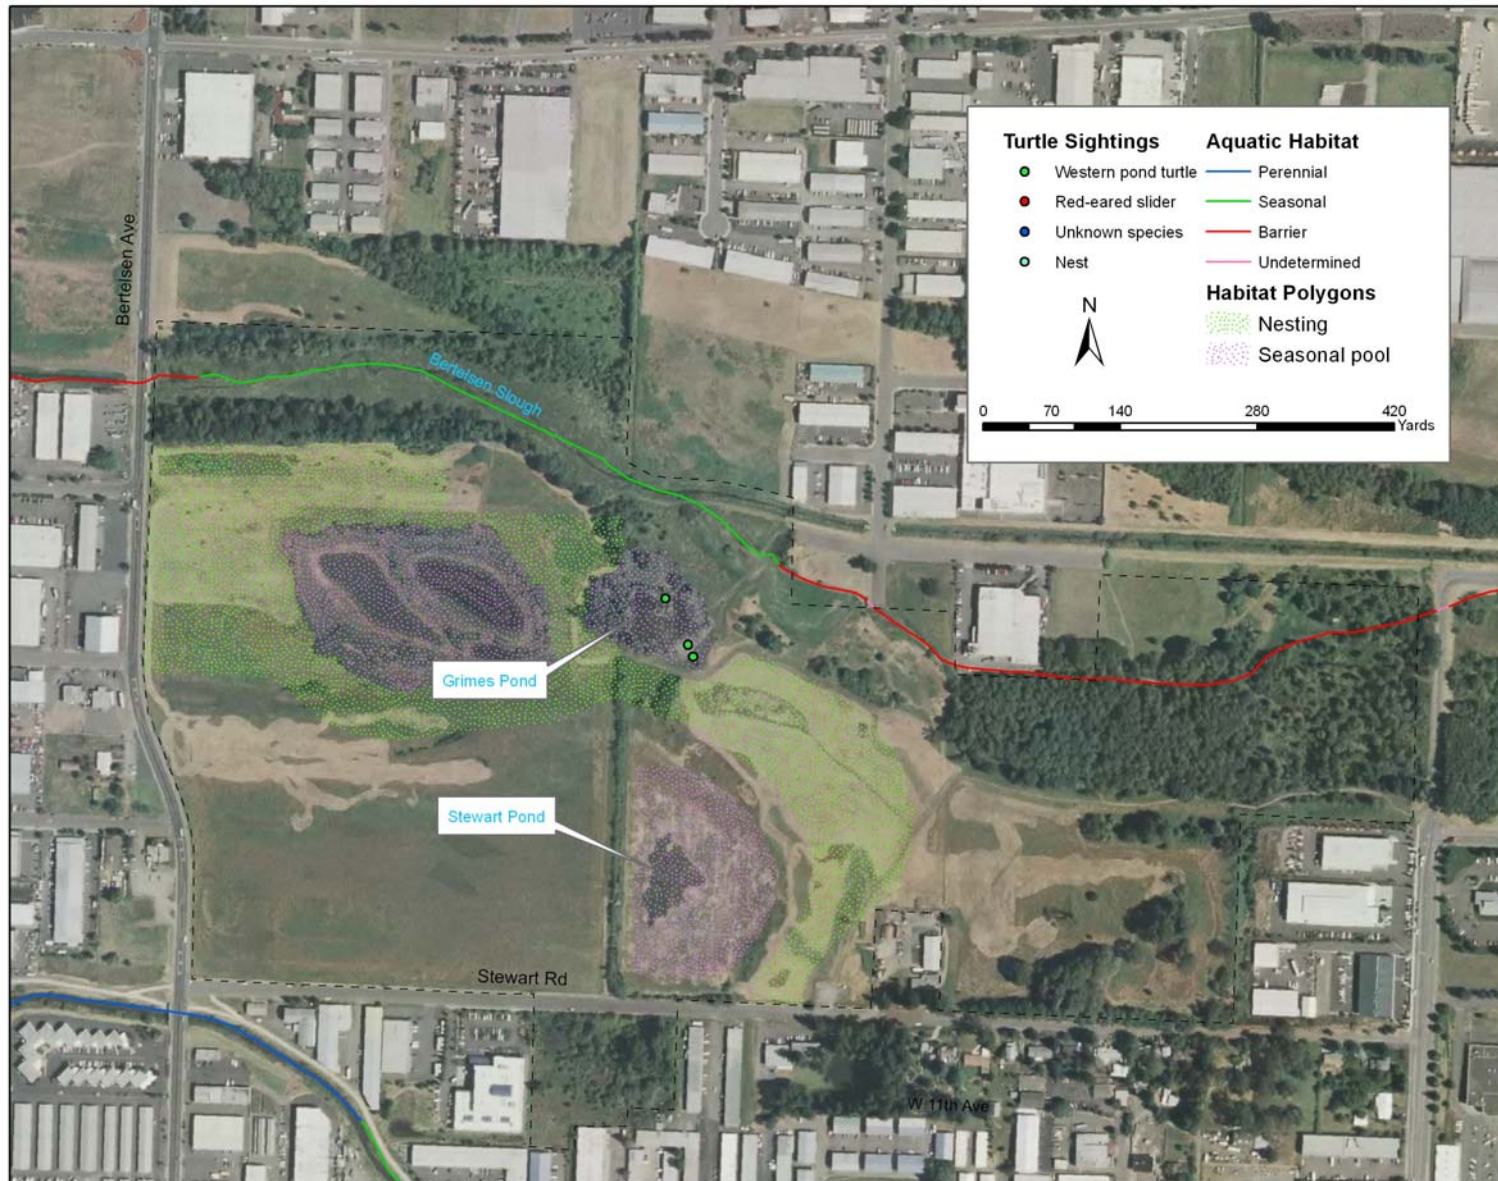 Turtle Sightings
Western pond turtle
Red-eared slider
Unknown species
Nest
Aquatic Habitat
Perennial
Seasonal
Barrier
Undetermined
Habitat Polygons
Nesting
Seasonal pool
N
0 70 140 280 420
Yards
Bertelsen Ave
Bertelsen Slough
Grimes Pond
Stewart Pond
Stewart Rd
W 11th Ave